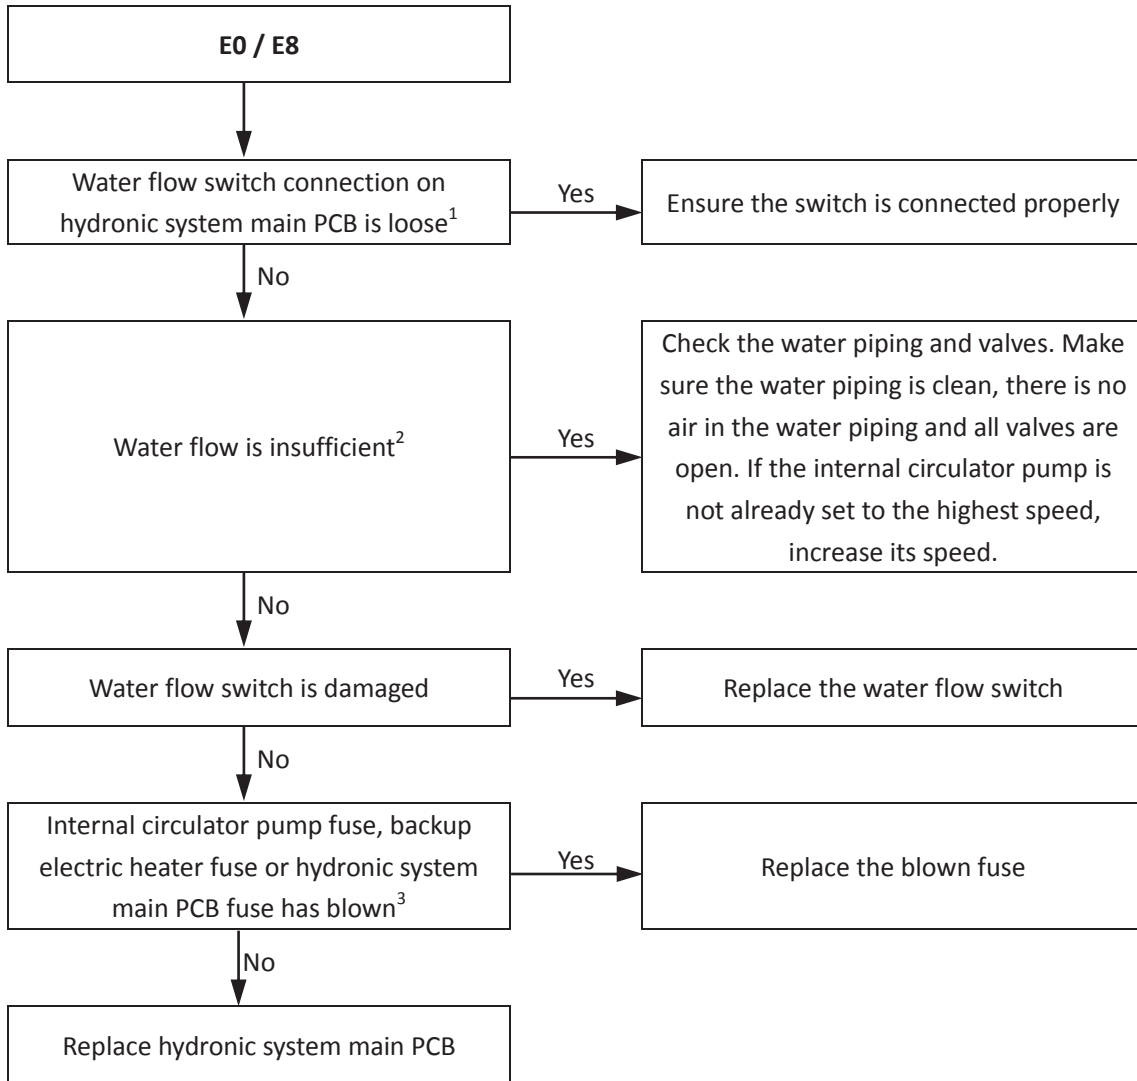 E0 / E8
Water flow switch connection on
hydronic system main PCB is loose1
Yes
Ensure the switch is connected properly
No
Water flow is insufficient2
Yes
Check the water piping and valves. Make
sure the water piping is clean, there is no
air in the water piping and all valves are
open. If the internal circulator pump is
not already set to the highest speed,
increase its speed.
No
Water flow switch is damaged
Yes
Replace the water flow switch
No
Internal circulator pump fuse, backup
electric heater fuse or hydronic system
main PCB fuse has blown3
Yes
Replace the blown fuse
No
Replace hydronic system main PCB